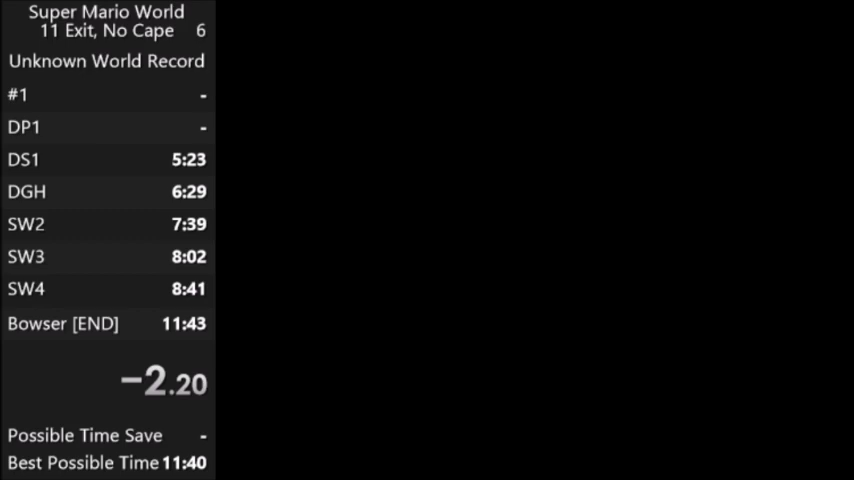 Super Mario World
11 Exit, No Cape 6
Unknown World Record
#1 -
DP1 -
DS1 5:23
DGH 6:29
SW2 7:39
SW3 8:02
SW4 8:41
Bowser [END] 11:43
−2.20
Possible Time Save -
Best Possible Time 11:40